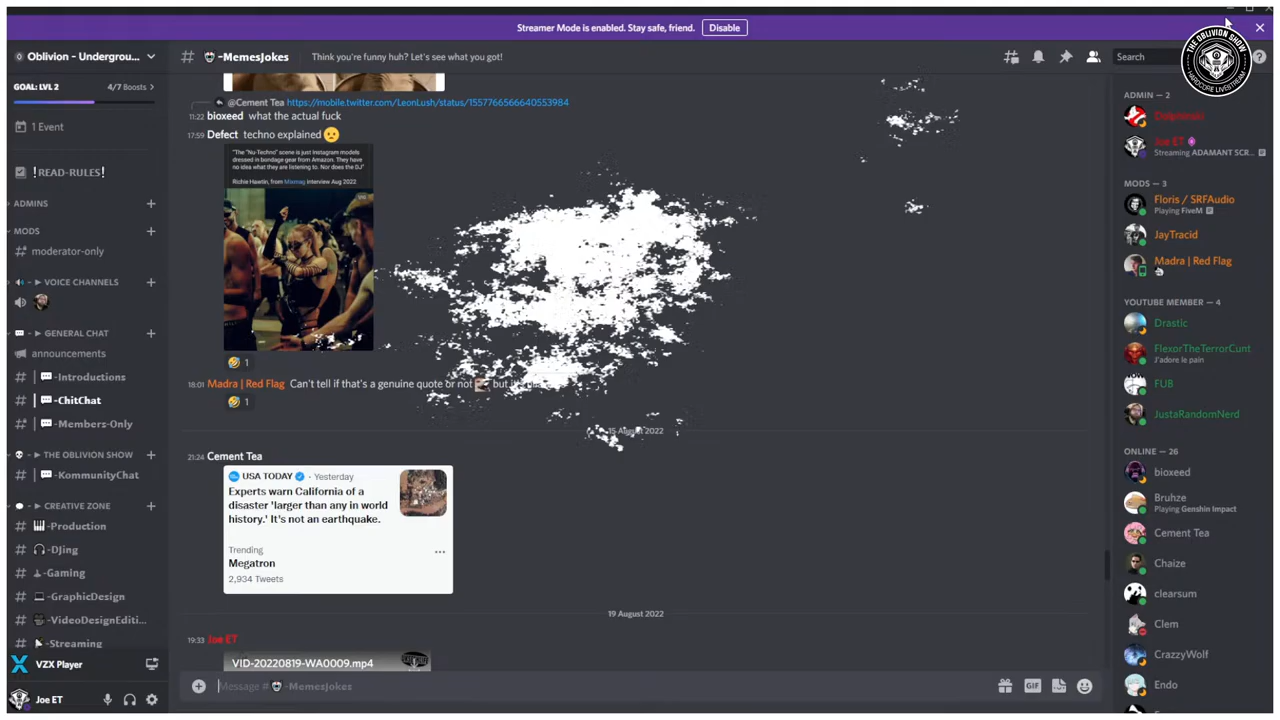 Streamer Mode is enabled. Stay safe, friend. Disable
Oblivion - Undergrou...
# -MemesJokes Think you're funny huh? Let's see what you got!
Search
THE OBLIVION SHOW
HARDCORE LIVESTREAM
GOAL: LVL 2 4/7 Boosts
1 Event
!READ-RULES!
ADMINS
MODS
moderator-only
VOICE CHANNELS
GENERAL CHAT
announcements
-Introductions
-ChitChat
-Members-Only
THE OBLIVION SHOW
-KommunityChat
CREATIVE ZONE
-Production
-DJing
-Gaming
-GraphicDesign
-VideoDesignEditi...
-Streaming
VZX Player
Joe ET
@Cement Tea https://mobile.twitter.com/LeonLush/status/1557766566640553984
11:22 bioxeed what the actual fuck
17:59 Defect techno explained 🙁
"The "Nu-Techno" scene is just Instagram models
dressed in bondage gear from Amazon. They have
no idea what they are listening to. Nor does the DJ"
Richie Hawtin, from Mixmag Interview Aug 2022
🤣 1
18:01 Madra | Red Flag Can't tell if that's a genuine quote or not but it's
🤣 1
15 August 2022
21:24 Cement Tea
USA TODAY · Yesterday
Experts warn California of a
disaster 'larger than any in world
history.' It's not an earthquake.
Trending
Megatron
2,934 Tweets
19 August 2022
19:33 Joe ET
VID-20220819-WA0009.mp4
Message # -MemesJokes
GIF
ADMIN – 2
Joe ET
Streaming ADAMANT SCR...
MODS – 3
Floris / SRFAudio
Playing FiveM
JayTracid
Madra | Red Flag
YOUTUBE MEMBER – 4
Drastic
FlexorTheTerrorCunt
FU8
JustaRandomNerd
ONLINE – 26
bioxeed
Bruhze
Playing Genshin Impact
Cement Tea
Chaize
clearsum
Clem
CrazzyWolf
Endo